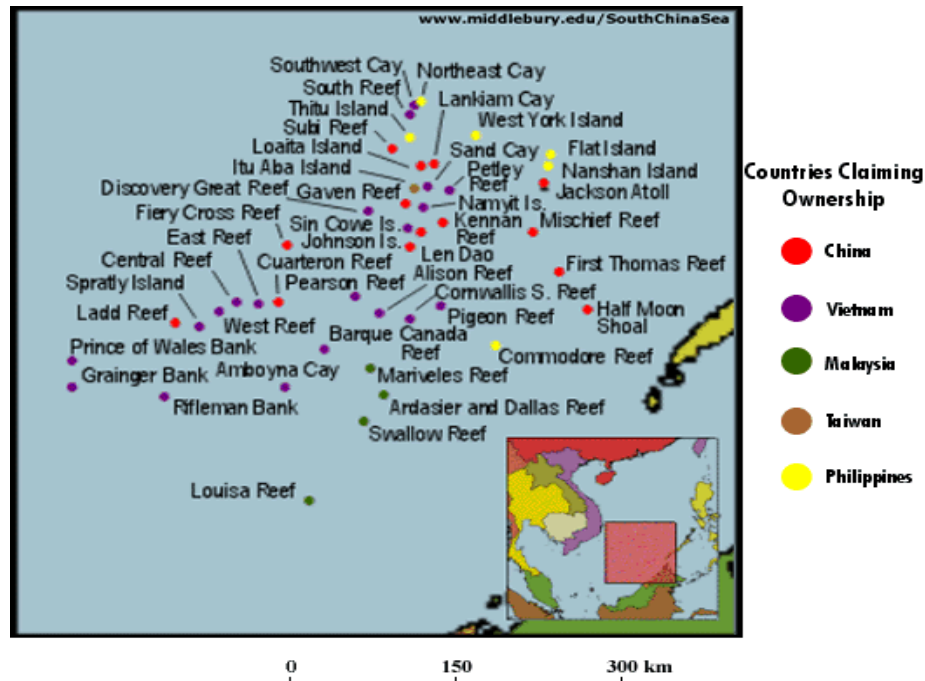 www.middlebury.edu/SouthChinaSea
Southwest Cay
Northeast Cay
South Reef
Lankiam Cay
Thitu Island
West York Island
Subi Reef
Loaita Island
Sand Cay
Flat Island
Itu Aba Island
Petley
Reef
Nanshan Island
Discovery Great Reef
Gaven Reef
Jackson Atoll
Namyit Is.
Fiery Cross Reef
Sin Cowe Is.
Kennan
Reef
Mischief Reef
East Reef
Johnson Is.
Len Dao
Central Reef
Cuarteron Reef
First Thomas Reef
Alison Reef
Spratly Island
Pearson Reef
Cornwallis S. Reef
Ladd Reef
West Reef
Pigeon Reef
Half Moon
Shoal
Barque Canada
Reef
Prince of Wales Bank
Commodore Reef
Grainger Bank
Amboyna Cay
Mariveles Reef
Rifleman Bank
Ardasier and Dallas Reef
Swallow Reef
Louisa Reef
Countries Claiming
Ownership
China
Vietnam
Malaysia
Taiwan
Philippines
0 150 300 km